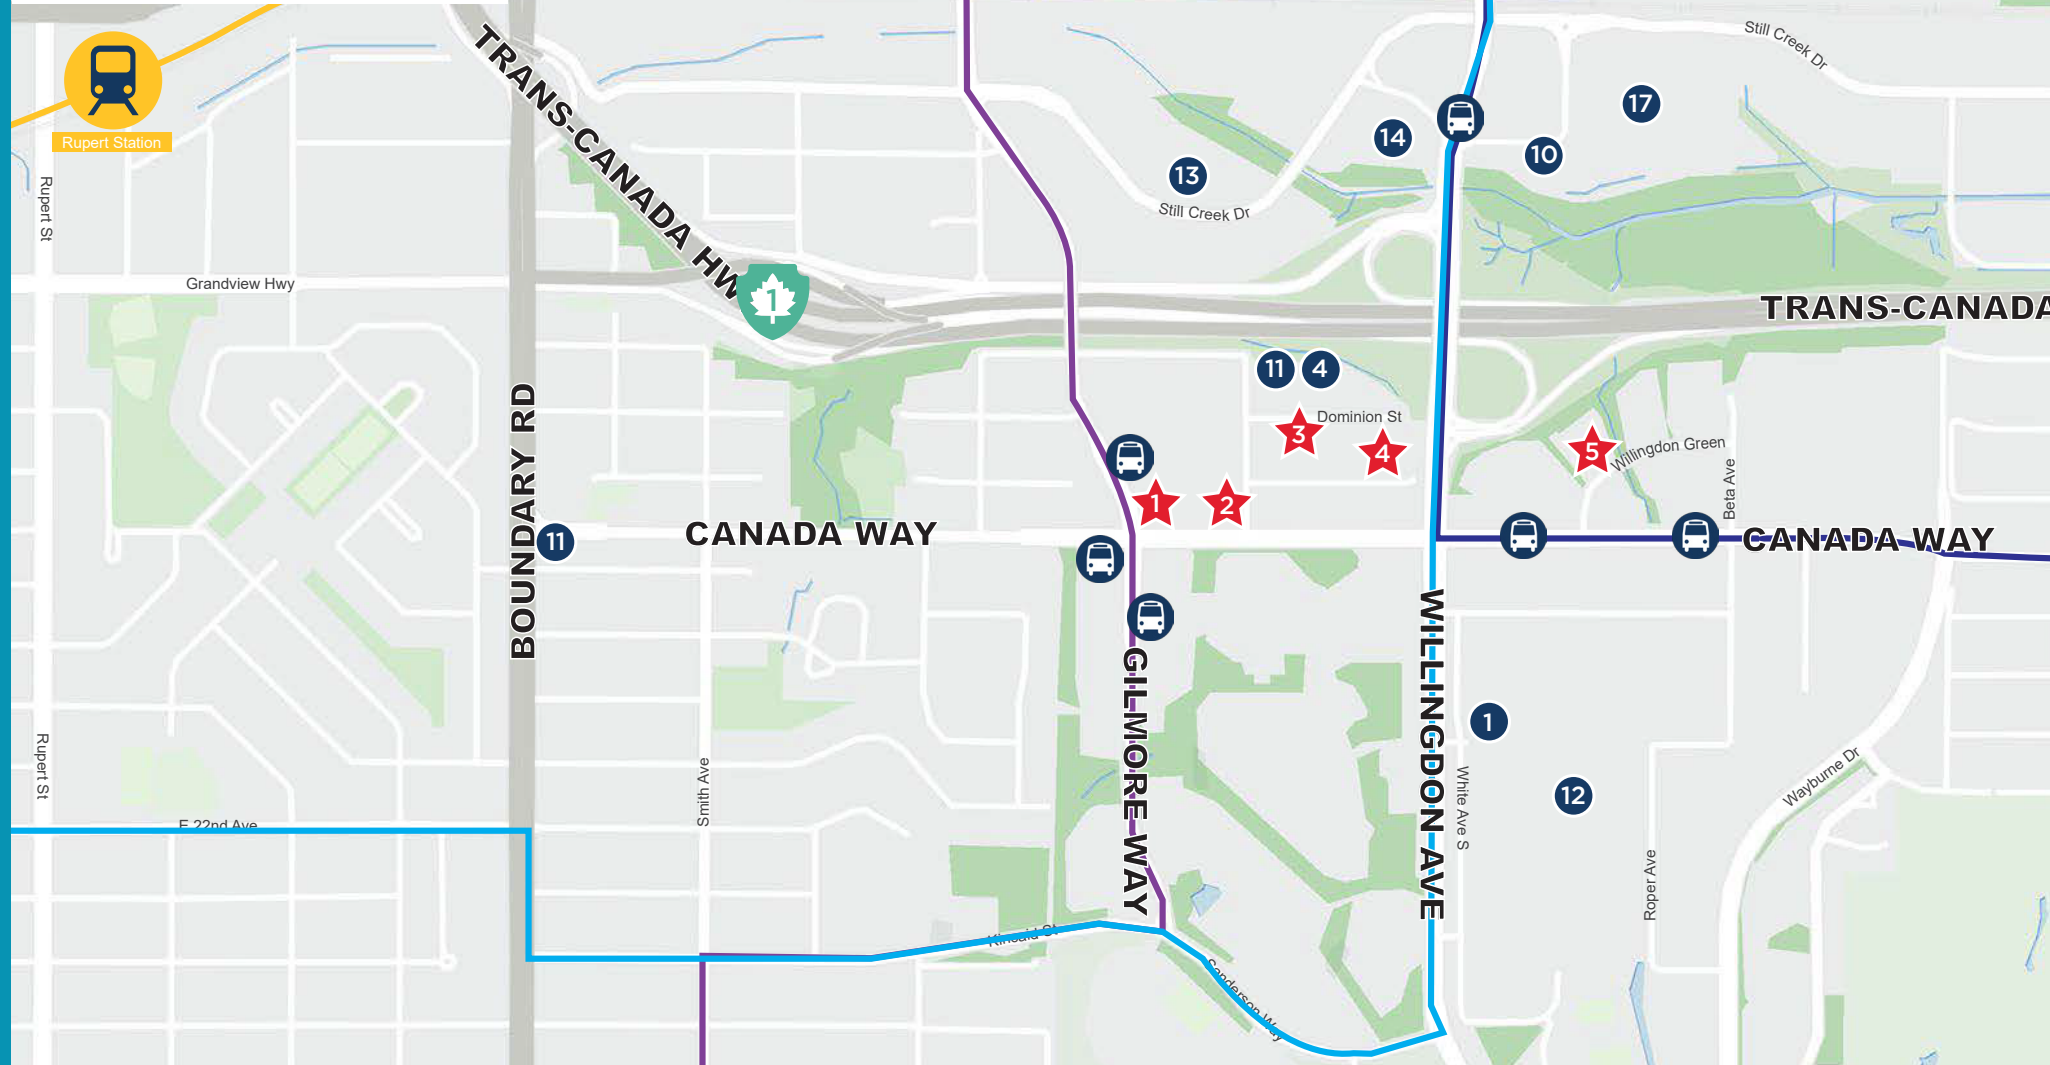 Still Creek Dr
TRANS-CANADA HW
17
14
10
Rupert Station
13
Rupert St
Still Creek Dr
Grandview Hwy
1
TRANS-CANADA
11
4
Dominion St
3
4
5
Willingdon Green
Beta Ave
1
2
BOUNDARY RD
11
CANADA WAY
CANADA WAY
WILLINGDON AVE
GILMORE WAY
1
Rupert St
Smith Ave
White Ave S
12
Wayburne Dr
E 22nd Ave
Roper Ave
Kincaid St
Sanderson Way